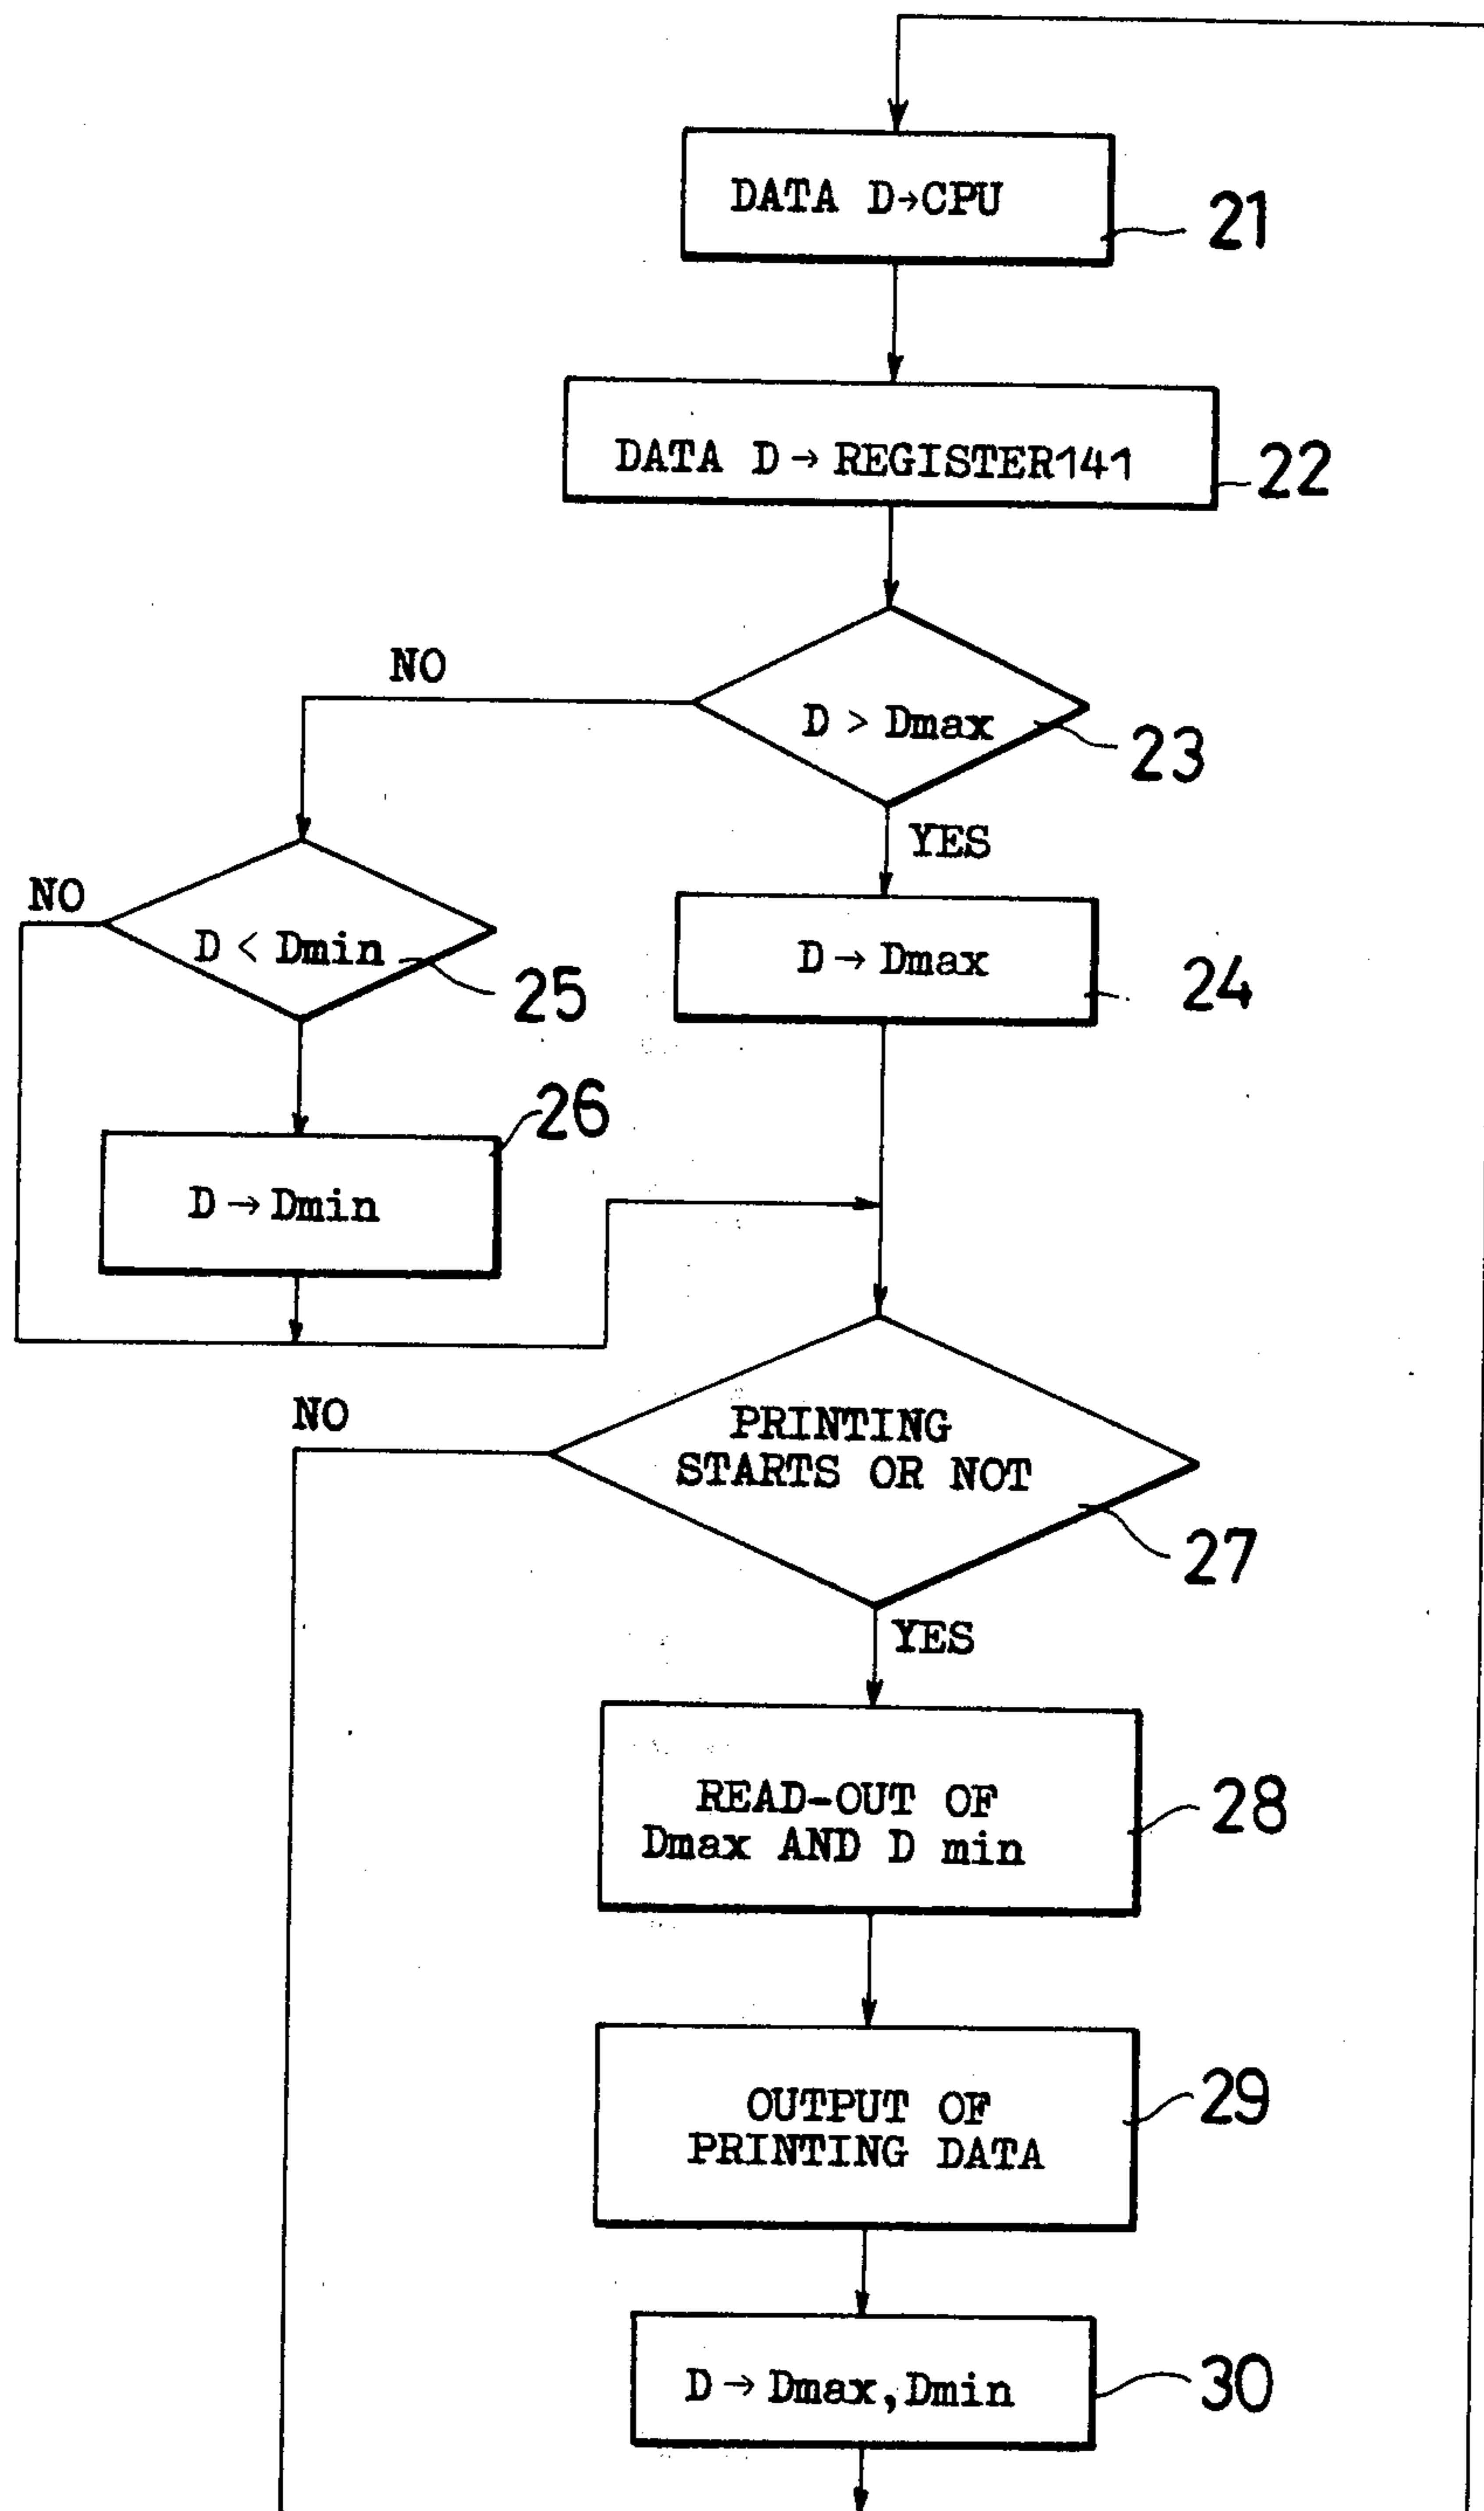 DATA D→CPU
21
DATA D→REGISTER141
22
NO
D > Dmax
23
YES
NO
D < Dmin
25
D→Dmax
24
26
D→Dmin
NO
PRINTING
STARTS OR NOT
27
YES
READ-OUT OF
Dmax AND D min
28
OUTPUT OF
PRINTING DATA
29
D→Dmax,Dmin
30